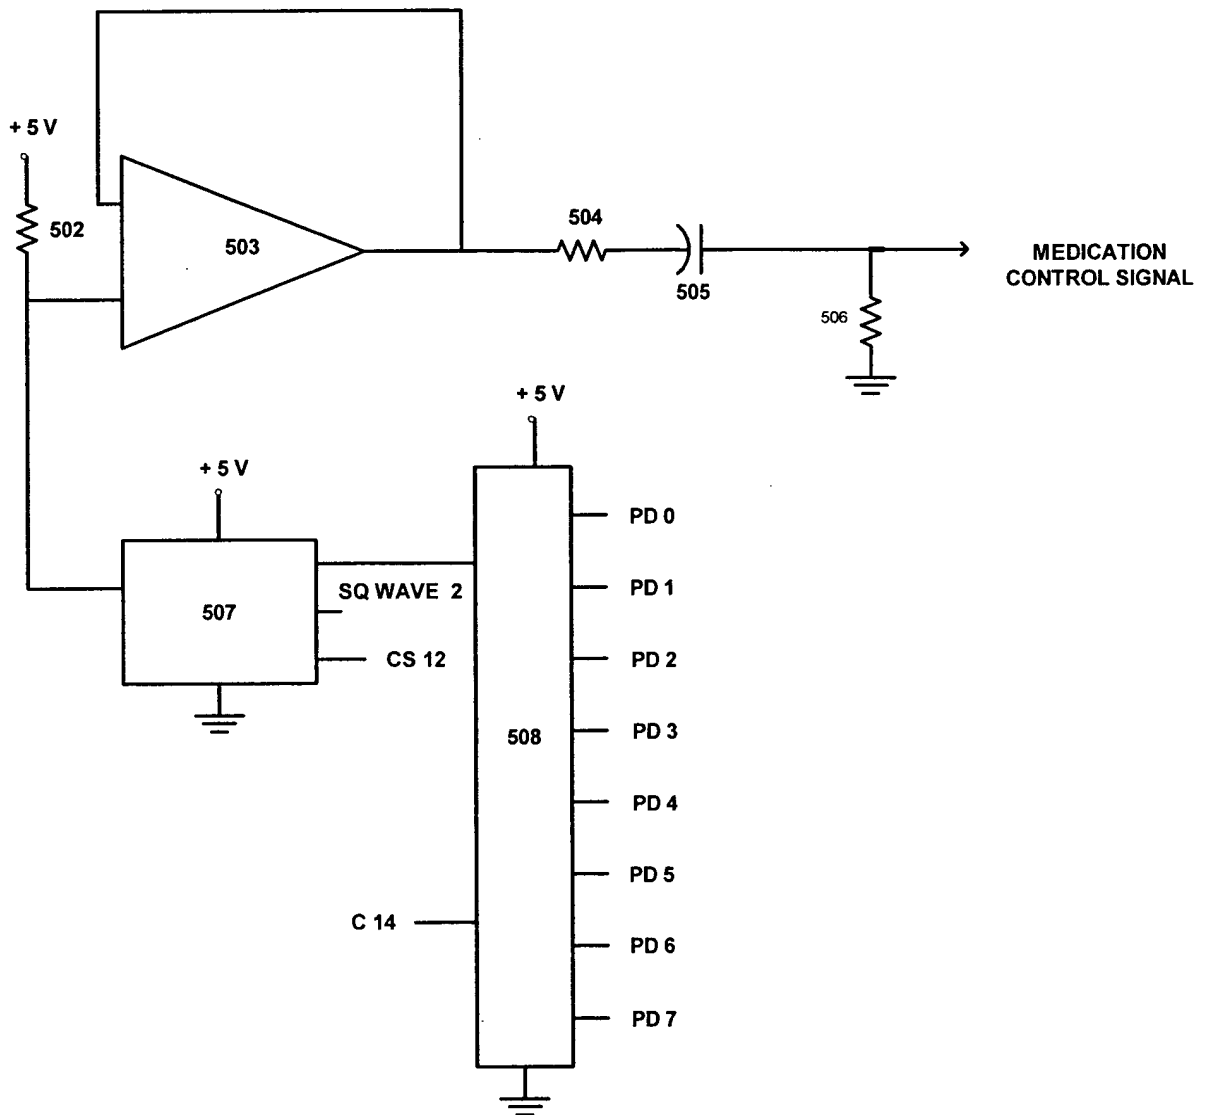 + 5 V
502
503
504
505
MEDICATION
CONTROL SIGNAL
506
+ 5 V
+ 5 V
PD 0
507
SQ WAVE 2
PD 1
CS 12
PD 2
508
PD 3
PD 4
PD 5
C 14
PD 6
PD 7